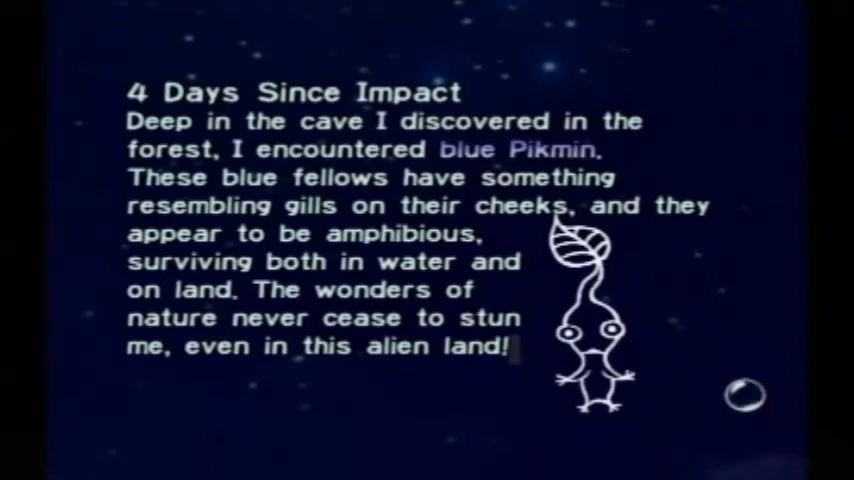 4 Days Since Impact
Deep in the cave I discovered in the
forest, I encountered blue Pikmin.
These blue fellows have something
resembling gills on their cheeks, and they
appear to be amphibious,
surviving both in water and
on land. The wonders of
nature never cease to stun
me, even in this alien land!